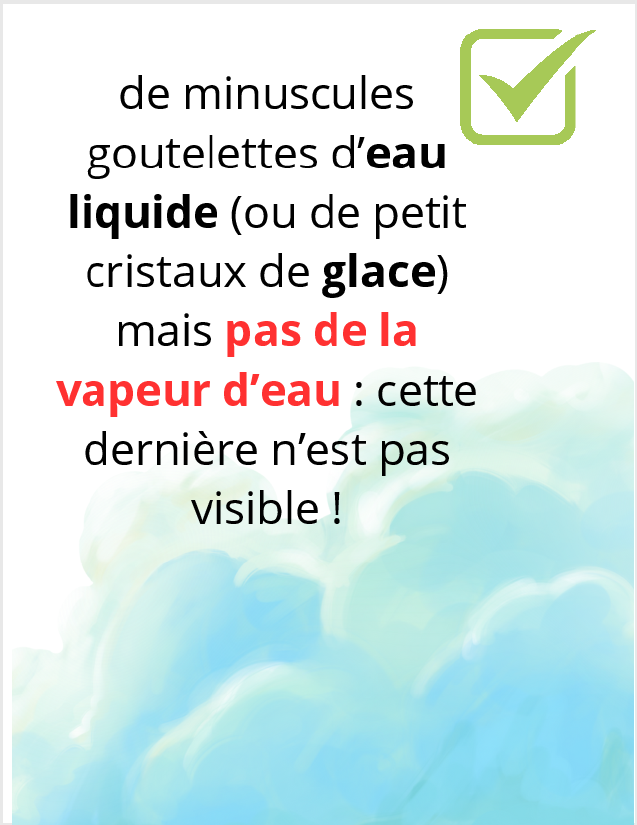 de minuscules
goutelettes d’eau
liquide (ou de petit
cristaux de glace)
mais pas de la
vapeur d’eau : cette
dernière n’est pas
visible !